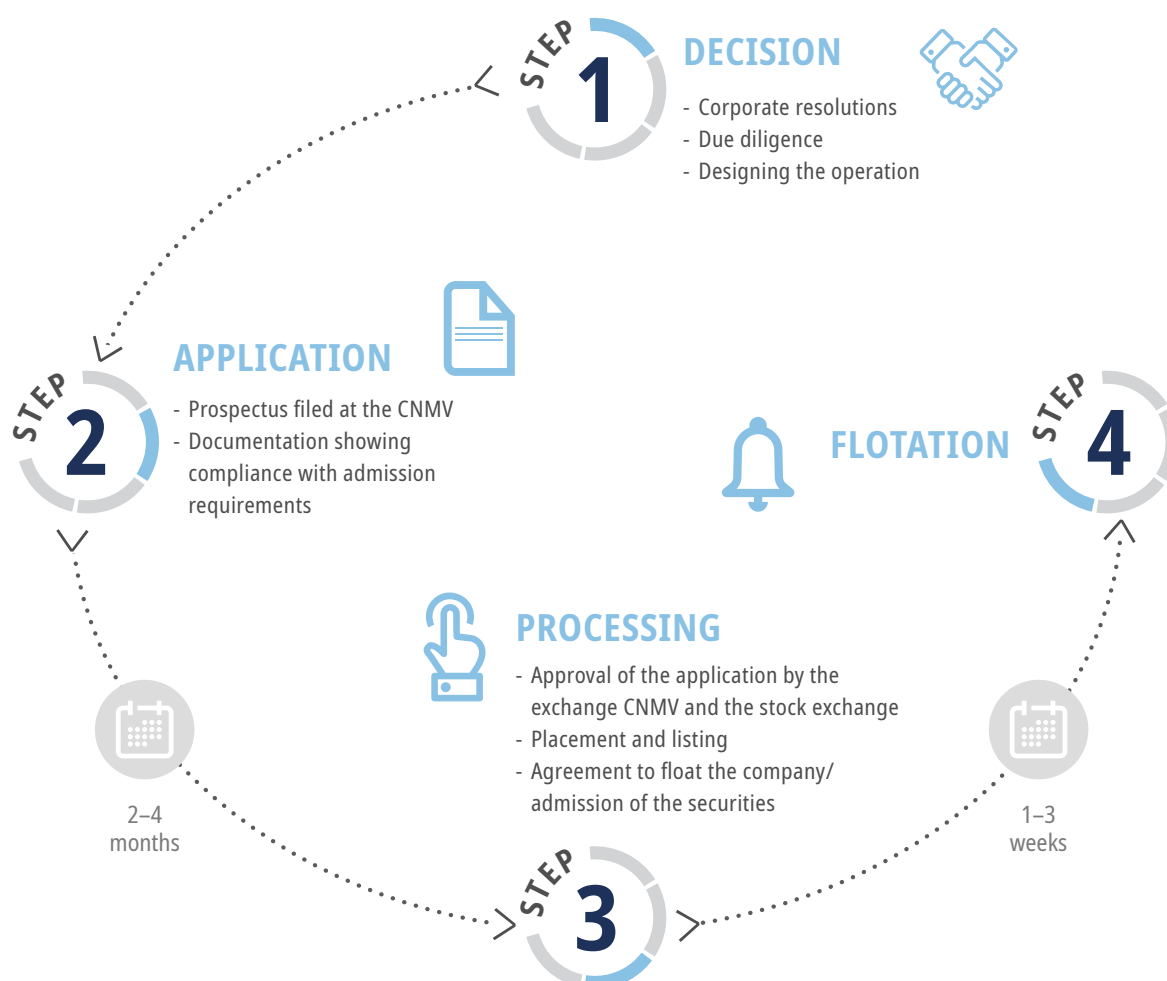 STEP 1
DECISION
- Corporate resolutions
- Due diligence
- Designing the operation
STEP 2
APPLICATION
- Prospectus filed at the CNMV
- Documentation showing
compliance with admission
requirements
2–4
months
PROCESSING
- Approval of the application by the
exchange CNMV and the stock exchange
- Placement and listing
- Agreement to float the company/
admission of the securities
STEP 3
1–3
weeks
FLOTATION
STEP 4